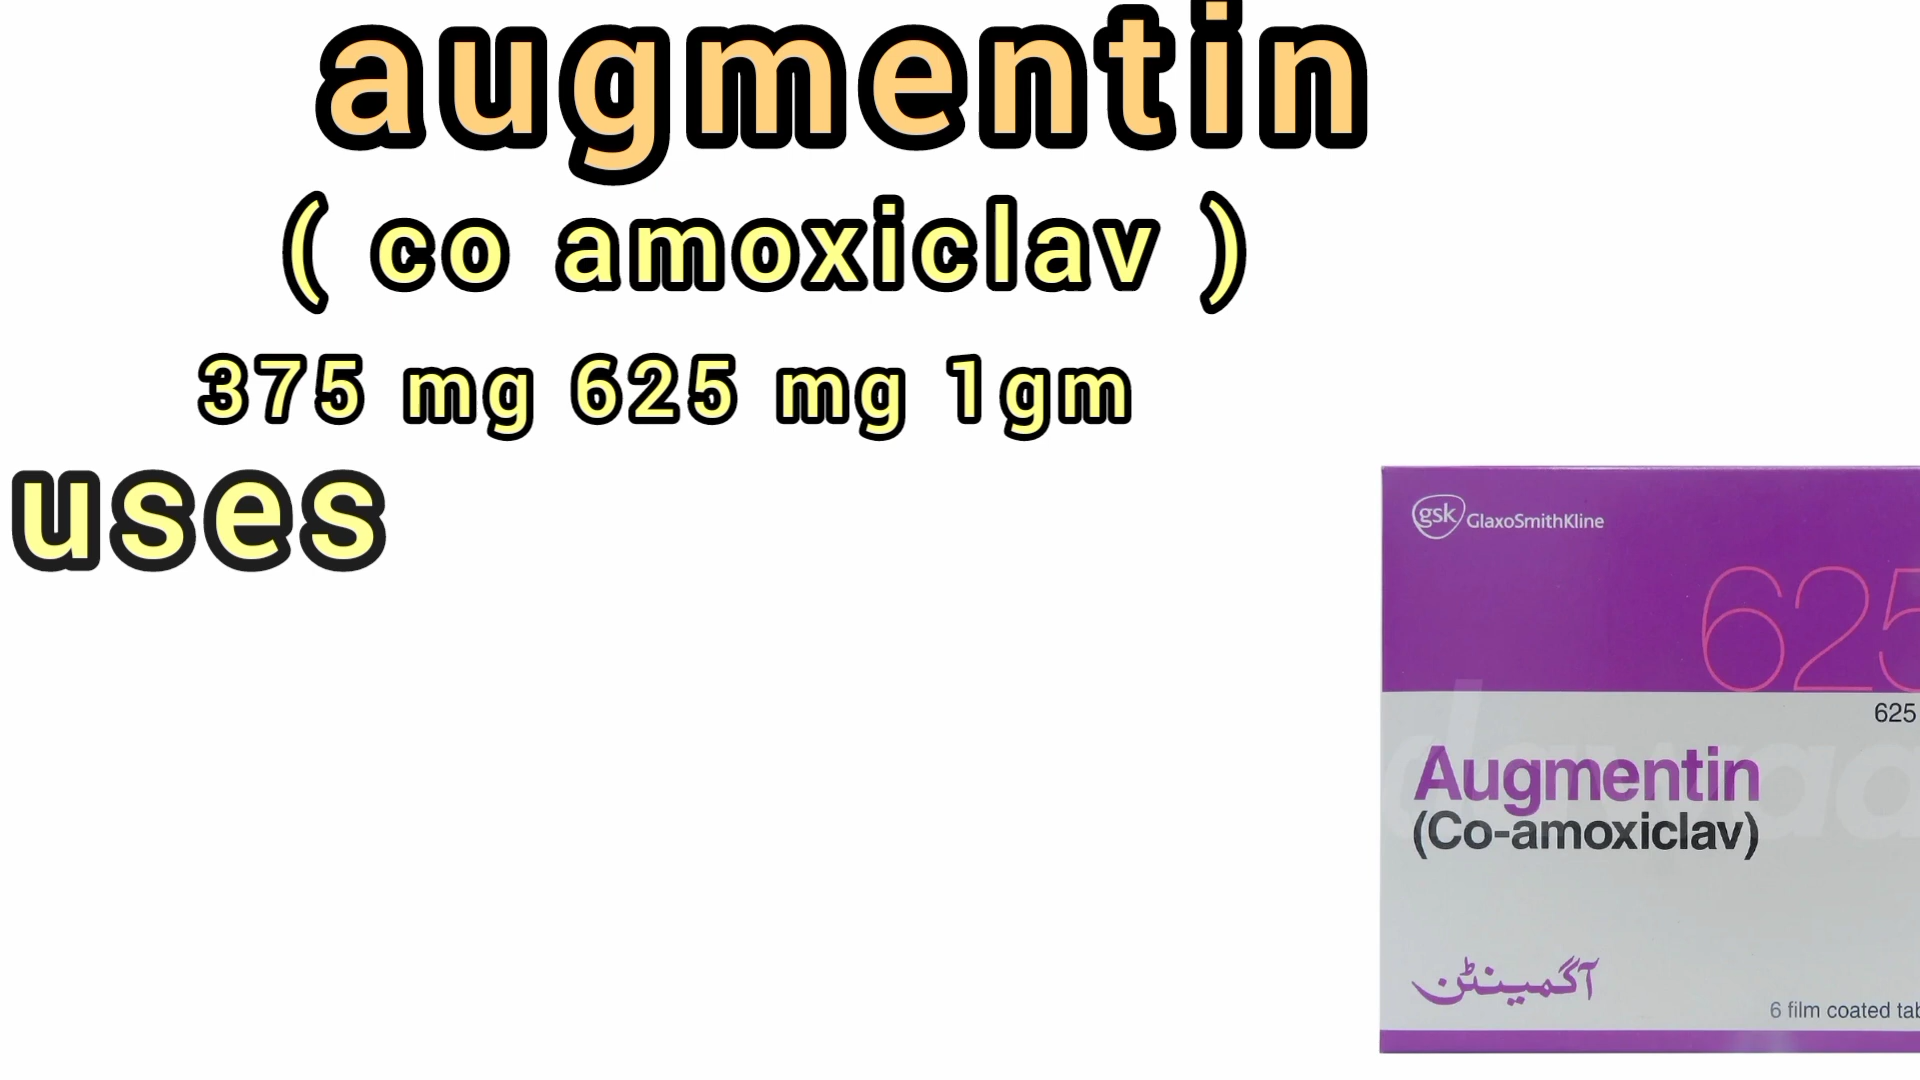 augmentin
( co amoxiclav )
375 mg 625 mg 1gm
uses
gsk GlaxoSmithKline
625
625
Augmentin
(Co-amoxiclav)
آگمینٹن
6 film coated tab